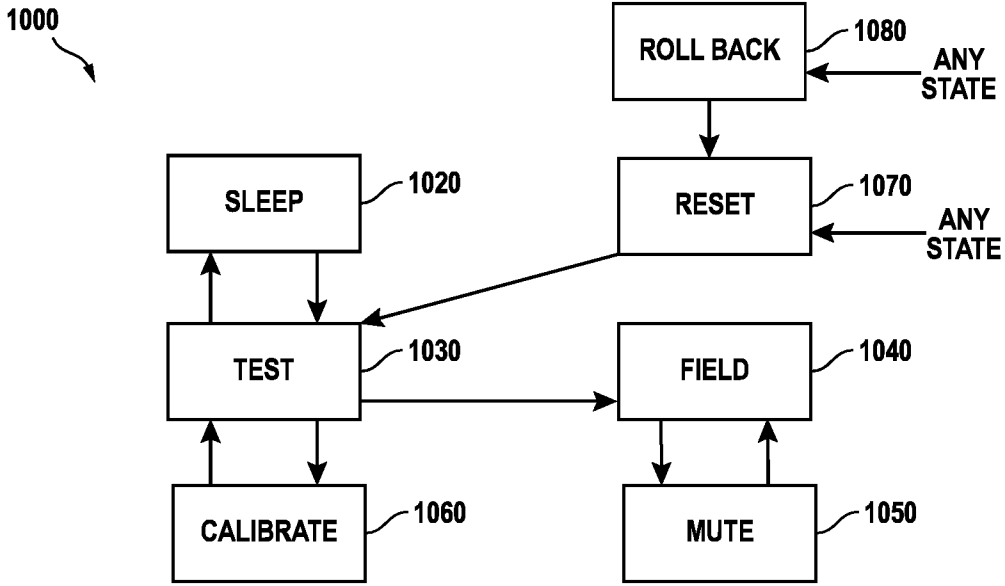 1000
ROLL BACK
1080
ANY
STATE
SLEEP
1020
RESET
1070
ANY
STATE
TEST
1030
FIELD
1040
CALIBRATE
1060
MUTE
1050